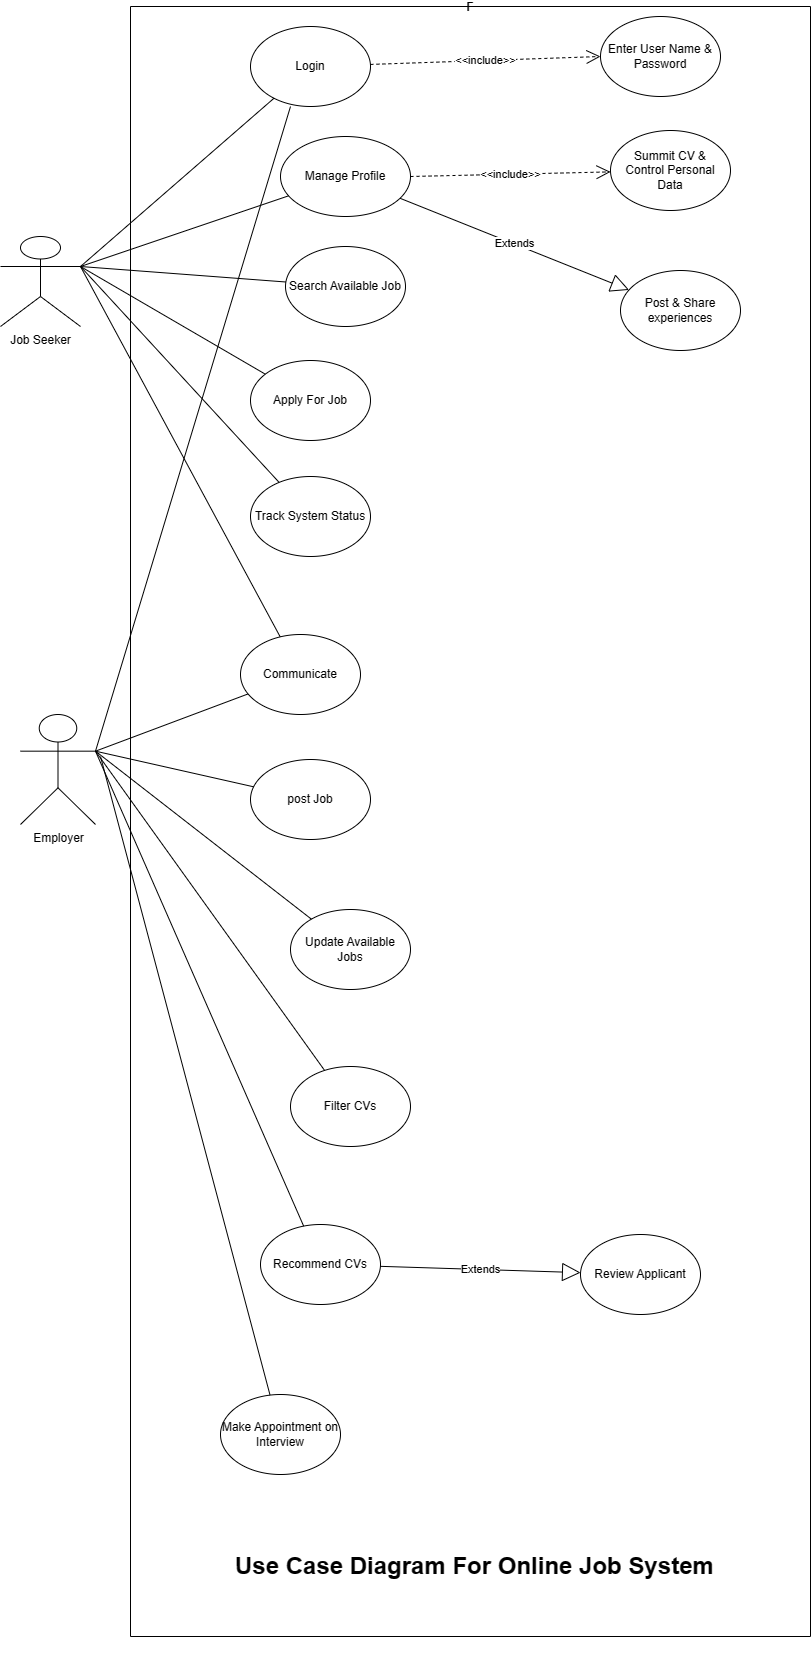 F
Login
<<include>>
Enter User Name &
Password
Manage Profile
<<include>>
Summit CV &
Control Personal
Data
Extends
Post & Share
experiences
Search Available Job
Job Seeker
Apply For Job
Track System Status
Communicate
post Job
Employer
Update Available
Jobs
Filter CVs
Recommend CVs
Extends
Review Applicant
Make Appointment on
Interview
Use Case Diagram For Online Job System